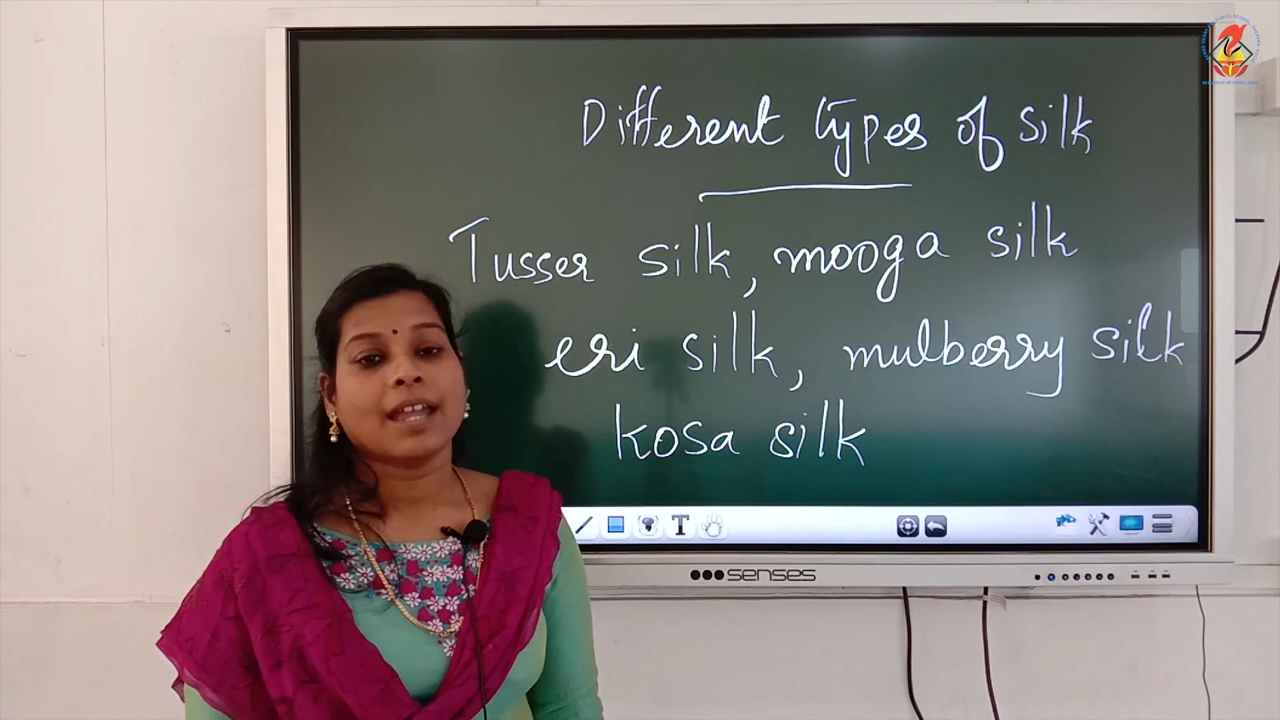 Different types of silk
Tusser silk, mooga silk
eri silk, mulberry silk
kosa silk
T
senses